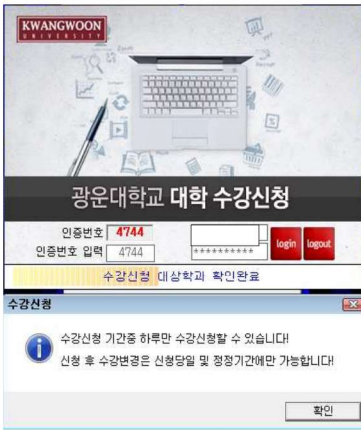 KWANGWOON
UNIVERSITY
광운대학교 대학 수강신청
인증번호 4744
인증번호 입력 4744 **********
login logout
수강신청 대상학과 확인완료
수강신청
수강신청 기간중 하루만 수강신청할 수 있습니다!
신청 후 수강변경은 신청당일 및 정정기간에만 가능합니다!
확인